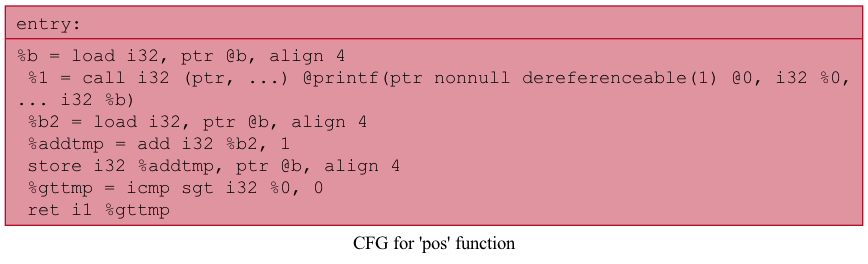 entry:
%b = load i32, ptr @b, align 4
%1 = call i32 (ptr, ...) @printf(ptr nonnull dereferenceable(1) @0, i32 %0,
... i32 %b)
%b2 = load i32, ptr @b, align 4
%addtmp = add i32 %b2, 1
store i32 %addtmp, ptr @b, align 4
%gttmp = icmp sgt i32 %0, 0
ret i1 %gttmp
CFG for 'pos' function